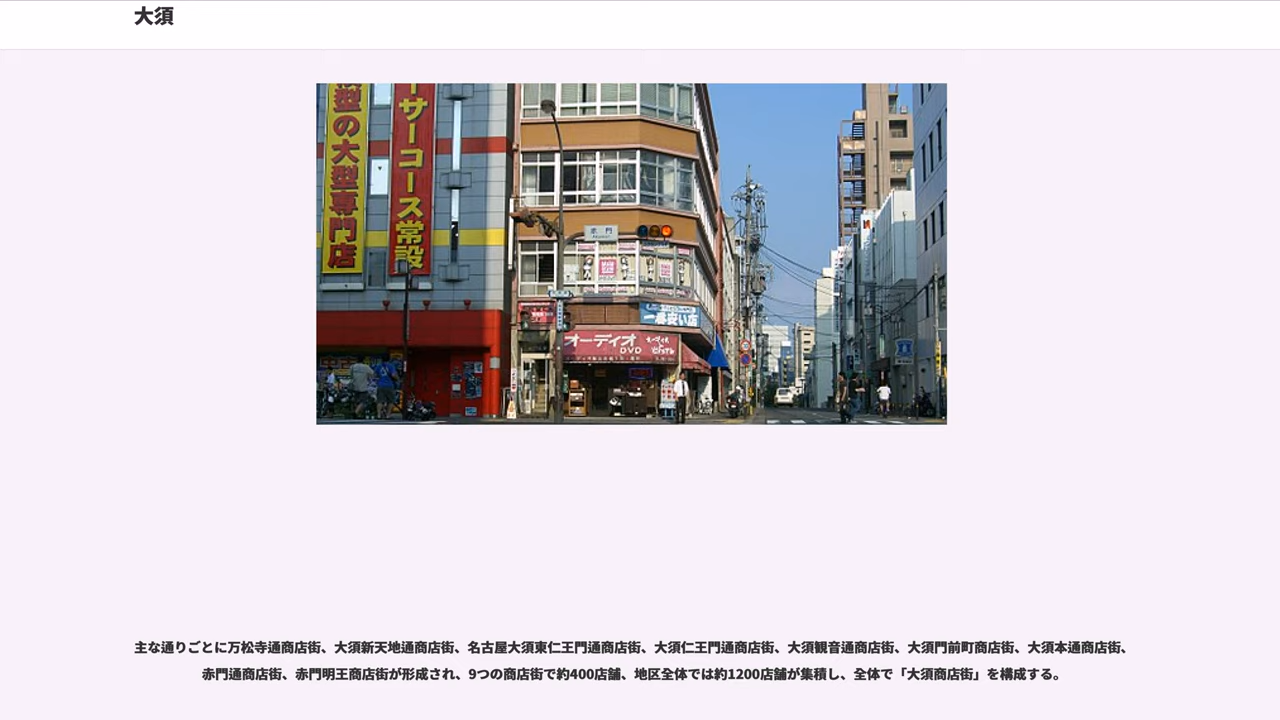 大須
型の大型専門店
ーサーコース常設
赤門
一番安い店
オーディオ
DVD
主な通りごとに万松寺通商店街、大須新天地通商店街、名古屋大須東仁王門通商店街、大須仁王門通商店街、大須観音通商店街、大須門前町商店街、大須本通商店街、
赤門通商店街、赤門明王商店街が形成され、9つの商店街で約400店舗、地区全体では約1200店舗が集積し、全体で「大須商店街」を構成する。